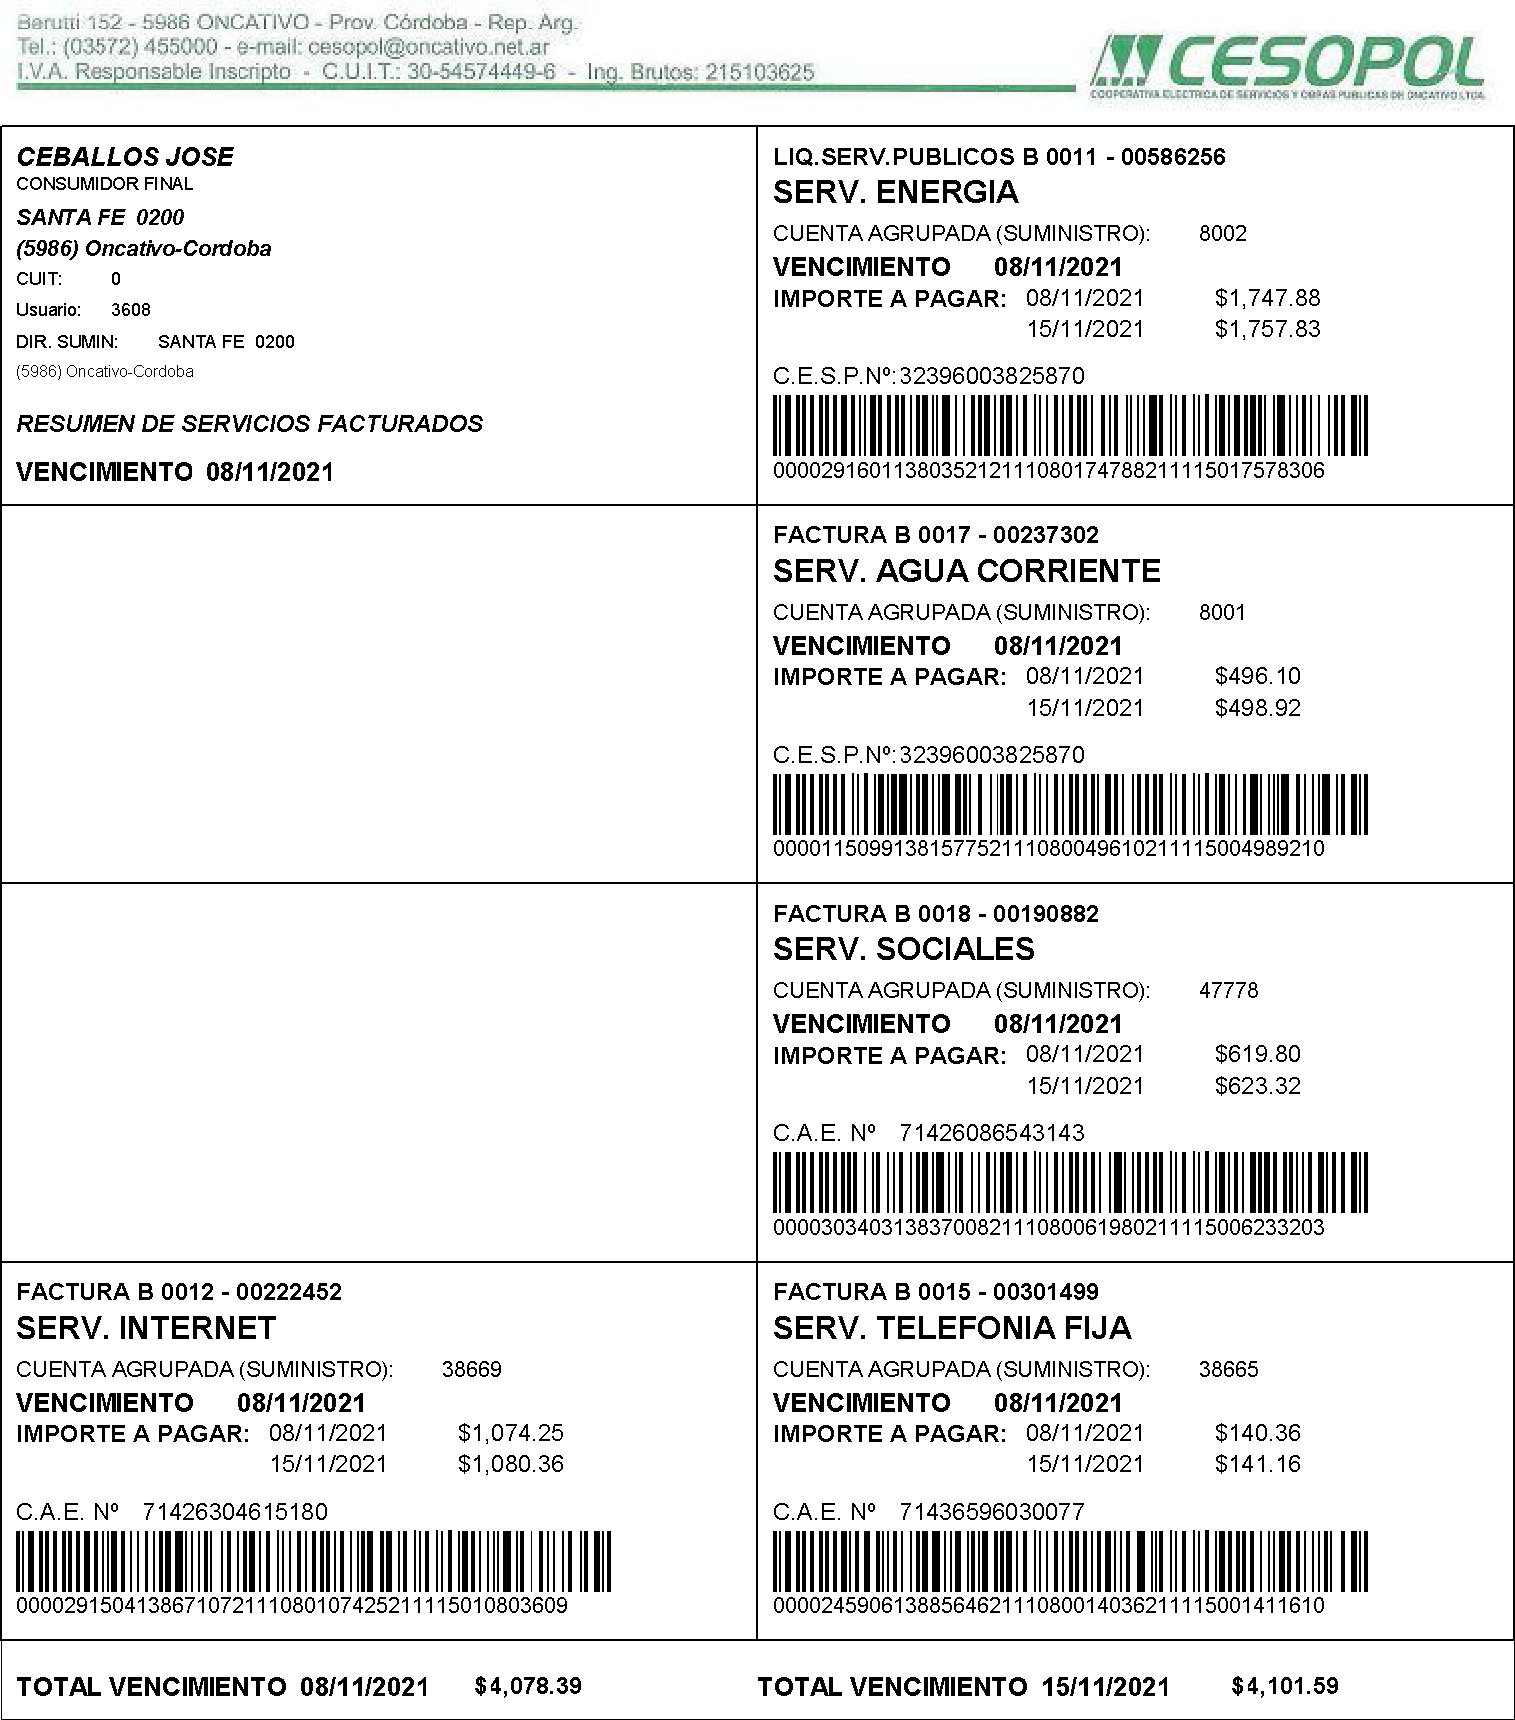 Berutti 152 - 5986 ONCATIVO - Prov. Córdoba - Rep. Arg.
Tel.: (03572) 455000 - e-mail: cesopol@oncativo.net.ar
I.V.A. Responsable Inscripto - C.U.I.T.: 30-54574449-6 - Ing. Brutos: 215103625
CESOPOL
COOPERATIVA ELECTRICA DE SERVICIOS Y OBRAS PUBLICAS DE ONCATIVO LTDA.
CEBALLOS JOSE
CONSUMIDOR FINAL
SANTA FE 0200
(5986) Oncativo-Cordoba
CUIT: 0
Usuario: 3608
DIR. SUMIN: SANTA FE 0200
(5986) Oncativo-Cordoba
RESUMEN DE SERVICIOS FACTURADOS
VENCIMIENTO 08/11/2021
LIQ.SERV.PUBLICOS B 0011 - 00586256
SERV. ENERGIA
CUENTA AGRUPADA (SUMINISTRO): 8002
VENCIMIENTO 08/11/2021
IMPORTE A PAGAR: 08/11/2021 $1,747.88
15/11/2021 $1,757.83
C.E.S.P.Nº: 32396003825870
0000291601138035212111080174788211115017578306
FACTURA B 0017 - 00237302
SERV. AGUA CORRIENTE
CUENTA AGRUPADA (SUMINISTRO): 8001
VENCIMIENTO 08/11/2021
IMPORTE A PAGAR: 08/11/2021 $496.10
15/11/2021 $498.92
C.E.S.P.Nº: 32396003825870
0000115099138157752111080049610211115004989210
FACTURA B 0018 - 00190882
SERV. SOCIALES
CUENTA AGRUPADA (SUMINISTRO): 47778
VENCIMIENTO 08/11/2021
IMPORTE A PAGAR: 08/11/2021 $619.80
15/11/2021 $623.32
C.A.E. Nº 71426086543143
0000303403138370082111080061980211115006233203
FACTURA B 0012 - 00222452
SERV. INTERNET
CUENTA AGRUPADA (SUMINISTRO): 38669
VENCIMIENTO 08/11/2021
IMPORTE A PAGAR: 08/11/2021 $1,074.25
15/11/2021 $1,080.36
C.A.E. Nº 71426304615180
0000291504138671072111080107425211115010803609
FACTURA B 0015 - 00301499
SERV. TELEFONIA FIJA
CUENTA AGRUPADA (SUMINISTRO): 38665
VENCIMIENTO 08/11/2021
IMPORTE A PAGAR: 08/11/2021 $140.36
15/11/2021 $141.16
C.A.E. Nº 71436596030077
0000245906138856462111080014036211115001411610
TOTAL VENCIMIENTO 08/11/2021 $4,078.39
TOTAL VENCIMIENTO 15/11/2021 $4,101.59